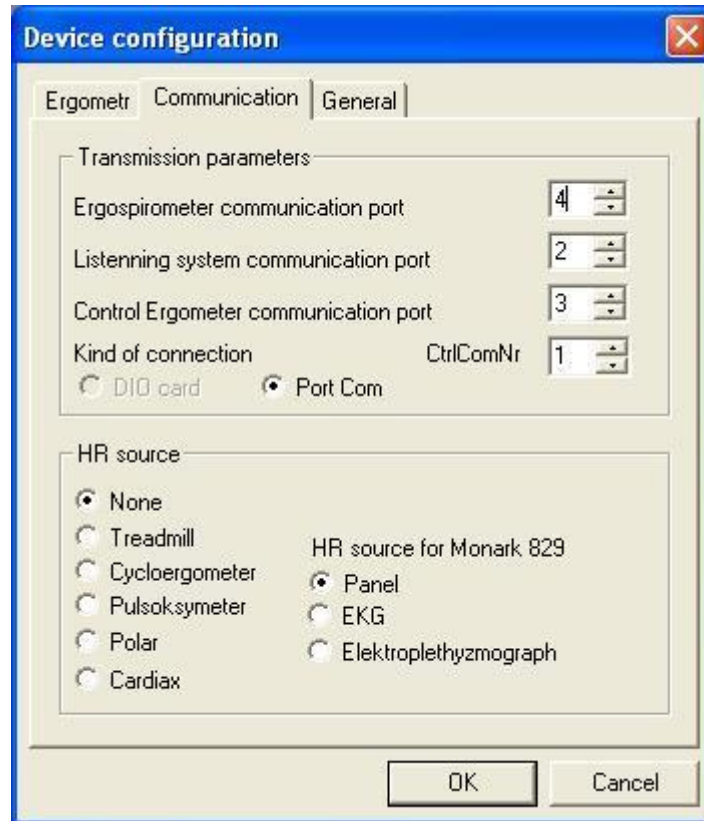 Device configuration
Ergometr Communication General
Transmission parameters
Ergospirometer communication port 4
Listenning system communication port 2
Control Ergometer communication port 3
Kind of connection CtrlComNr 1
DIO card Port Com
HR source
None
Treadmill
HR source for Monark 829
Cycloergometer
Panel
Pulsoksymeter
EKG
Polar
Elektroplethyzmograph
Cardiax
OK Cancel